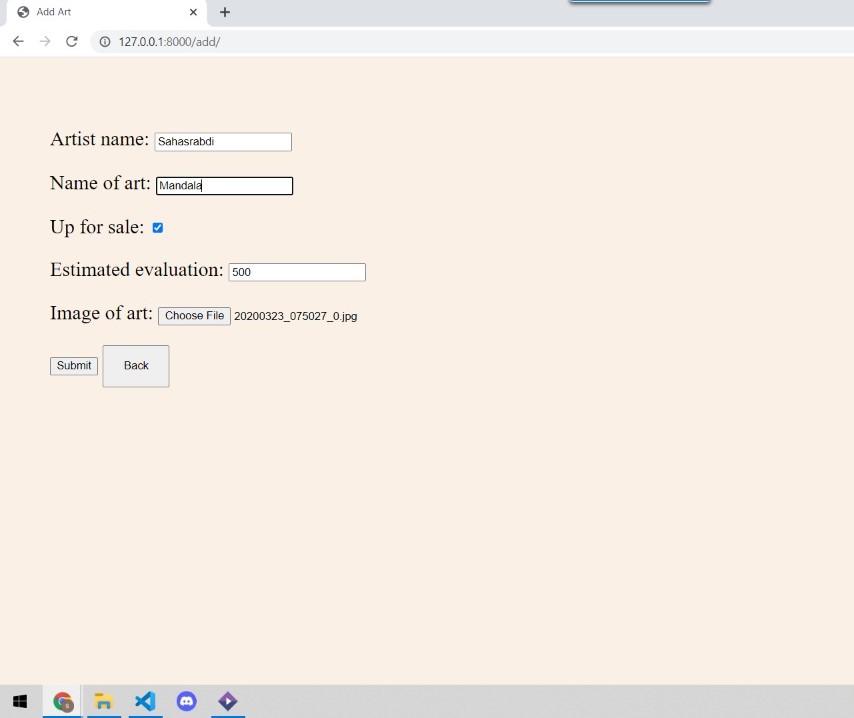 Add Art
127.0.0.1:8000/add/
Artist name: Sahasrabdi
Name of art: Mandala
Up for sale:
Estimated evaluation: 500
Image of art: Choose File 20200323_075027_0.jpg
Submit Back